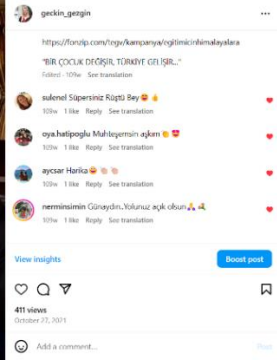 geckin_gezgin
https://fonzip.com/tegv/kampanya/egitimicinhimalayalara
"BİR ÇOCUK DEĞİŞİR, TÜRKİYE GELİŞİR..."
Edited · 109w See translation
sulenel Süpersiniz Rüştü Bey😍👍
109w 1 like Reply See translation
oya.hatipoglu Muhteşemsin aşkım👏😍
109w 1 like Reply See translation
aycsar Harika😍👏🏻👏🏻
109w 1 like Reply See translation
nerminsimin Günaydın..Yolunuz açık olsun🙏
109w 1 like Reply See translation
View insights
Boost post
411 views
October 27, 2021
Add a comment...
Post